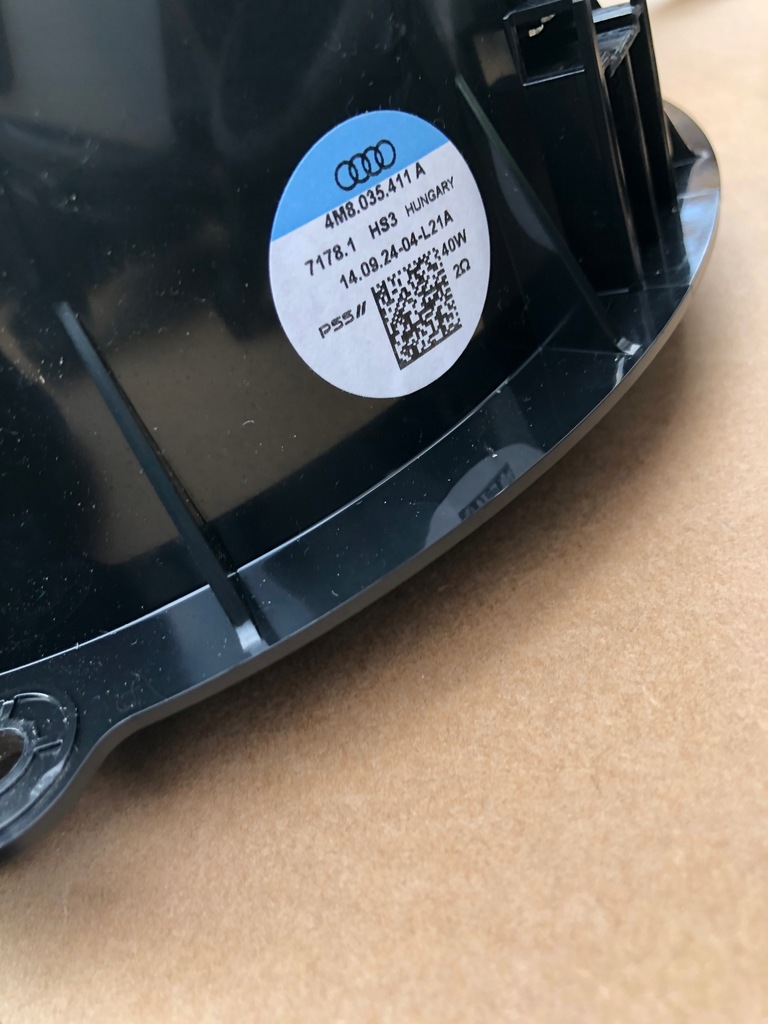 4M8.035.411 A
7178.1 HS3 HUNGARY
14.09.24-04-L21A
40W
2Ω
PSS//